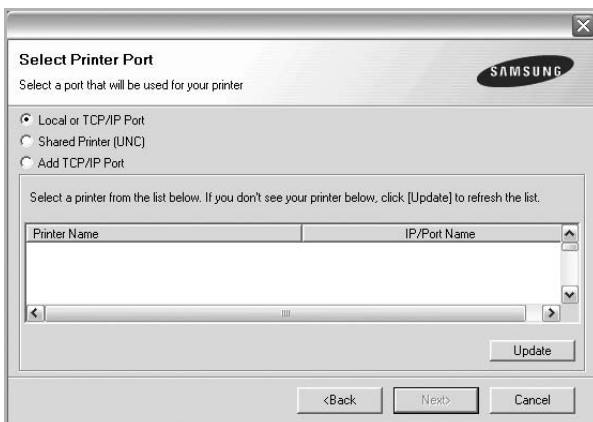 Select Printer Port
Select a port that will be used for your printer
SAMSUNG
Local or TCP/IP Port
Shared Printer (UNC)
Add TCP/IP Port
Select a printer from the list below. If you don't see your printer below, click [Update] to refresh the list.
Printer Name IP/Port Name
Update
<Back Next> Cancel